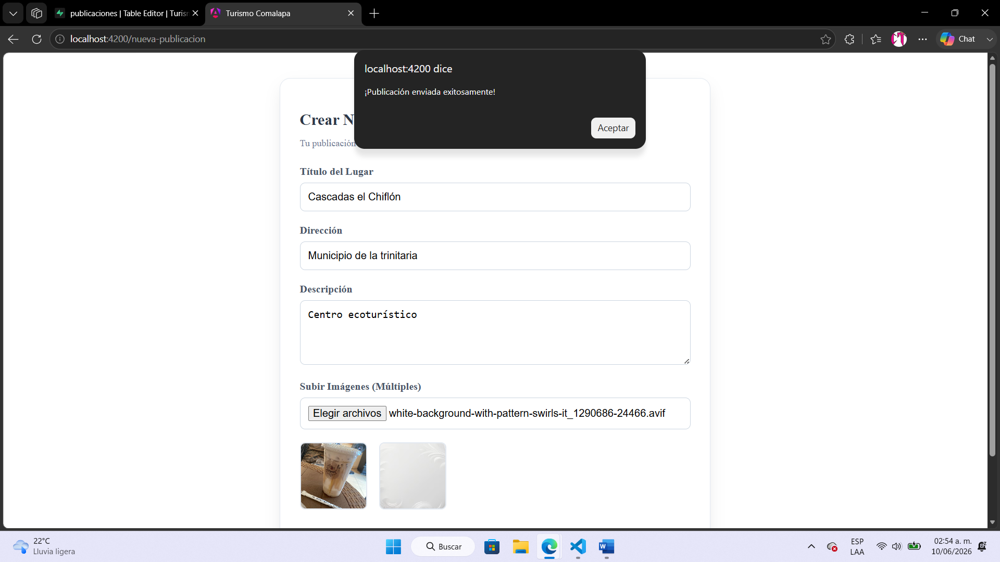 publicaciones | Table Editor | Turis
Turismo Comalapa
localhost:4200/nueva-publicacion
Chat
localhost:4200 dice
¡Publicación enviada exitosamente!
Aceptar
Crear N
Tu publicación
Título del Lugar
Cascadas el Chiflón
Dirección
Municipio de la trinitaria
Descripción
Centro ecoturístico
Subir Imágenes (Múltiples)
Elegir archivos white-background-with-pattern-swirls-it_1290686-24466.avif
22°C
Lluvia ligera
Buscar
ESP
LAA
02:54 a. m.
10/06/2026